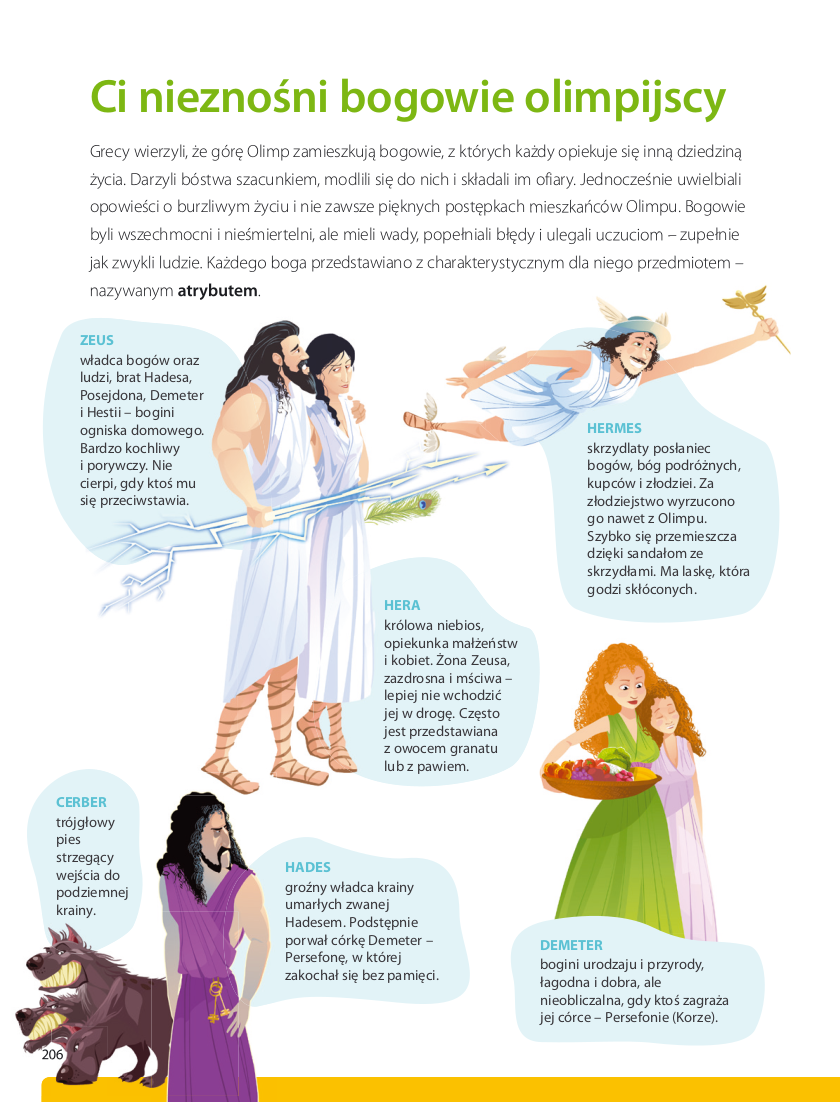 Ci nieznośni bogowie olimpijscy
Grecy wierzyli, że górę Olimp zamieszkują bogowie, z których każdy opiekuje się inną dziedziną
życia. Darzyli bóstwa szacunkiem, modlili się do nich i składali im ofiary. Jednocześnie uwielbiali
opowieści o burzliwym życiu i nie zawsze pięknych postępkach mieszkańców Olimpu. Bogowie
byli wszechmocni i nieśmiertelni, ale mieli wady, popełniali błędy i ulegali uczuciom – zupełnie
jak zwykli ludzie. Każdego boga przedstawiano z charakterystycznym dla niego przedmiotem –
nazywanym atrybutem.
ZEUS
władca bogów oraz
ludzi, brat Hadesa,
Posejdona, Demeter
i Hestii – bogini
ogniska domowego.
Bardzo kochliwy
i porywczy. Nie
cierpi, gdy ktoś mu
się przeciwstawia.
HERMES
skrzydlaty posłaniec
bogów, bóg podróżnych,
kupców i złodziei. Za
złodziejstwo wyrzucono
go nawet z Olimpu.
Szybko się przemieszcza
dzięki sandałom ze
skrzydłami. Ma laskę, która
godzi skłóconych.
HERA
królowa niebios,
opiekunka małżeństw
i kobiet. Żona Zeusa,
zazdrosna i mściwa –
lepiej nie wchodzić
jej w drogę. Często
jest przedstawiana
z owocem granatu
lub z pawiem.
CERBER
trójgłowy
pies
strzegący
wejścia do
podziemnej
krainy.
HADES
groźny władca krainy
umarłych zwanej
Hadesem. Podstępnie
porwał córkę Demeter –
Persefonę, w której
zakochał się bez pamięci.
DEMETER
bogini urodzaju i przyrody,
łagodna i dobra, ale
nieobliczalna, gdy ktoś zagraża
jej córce – Persefonie (Korze).
206